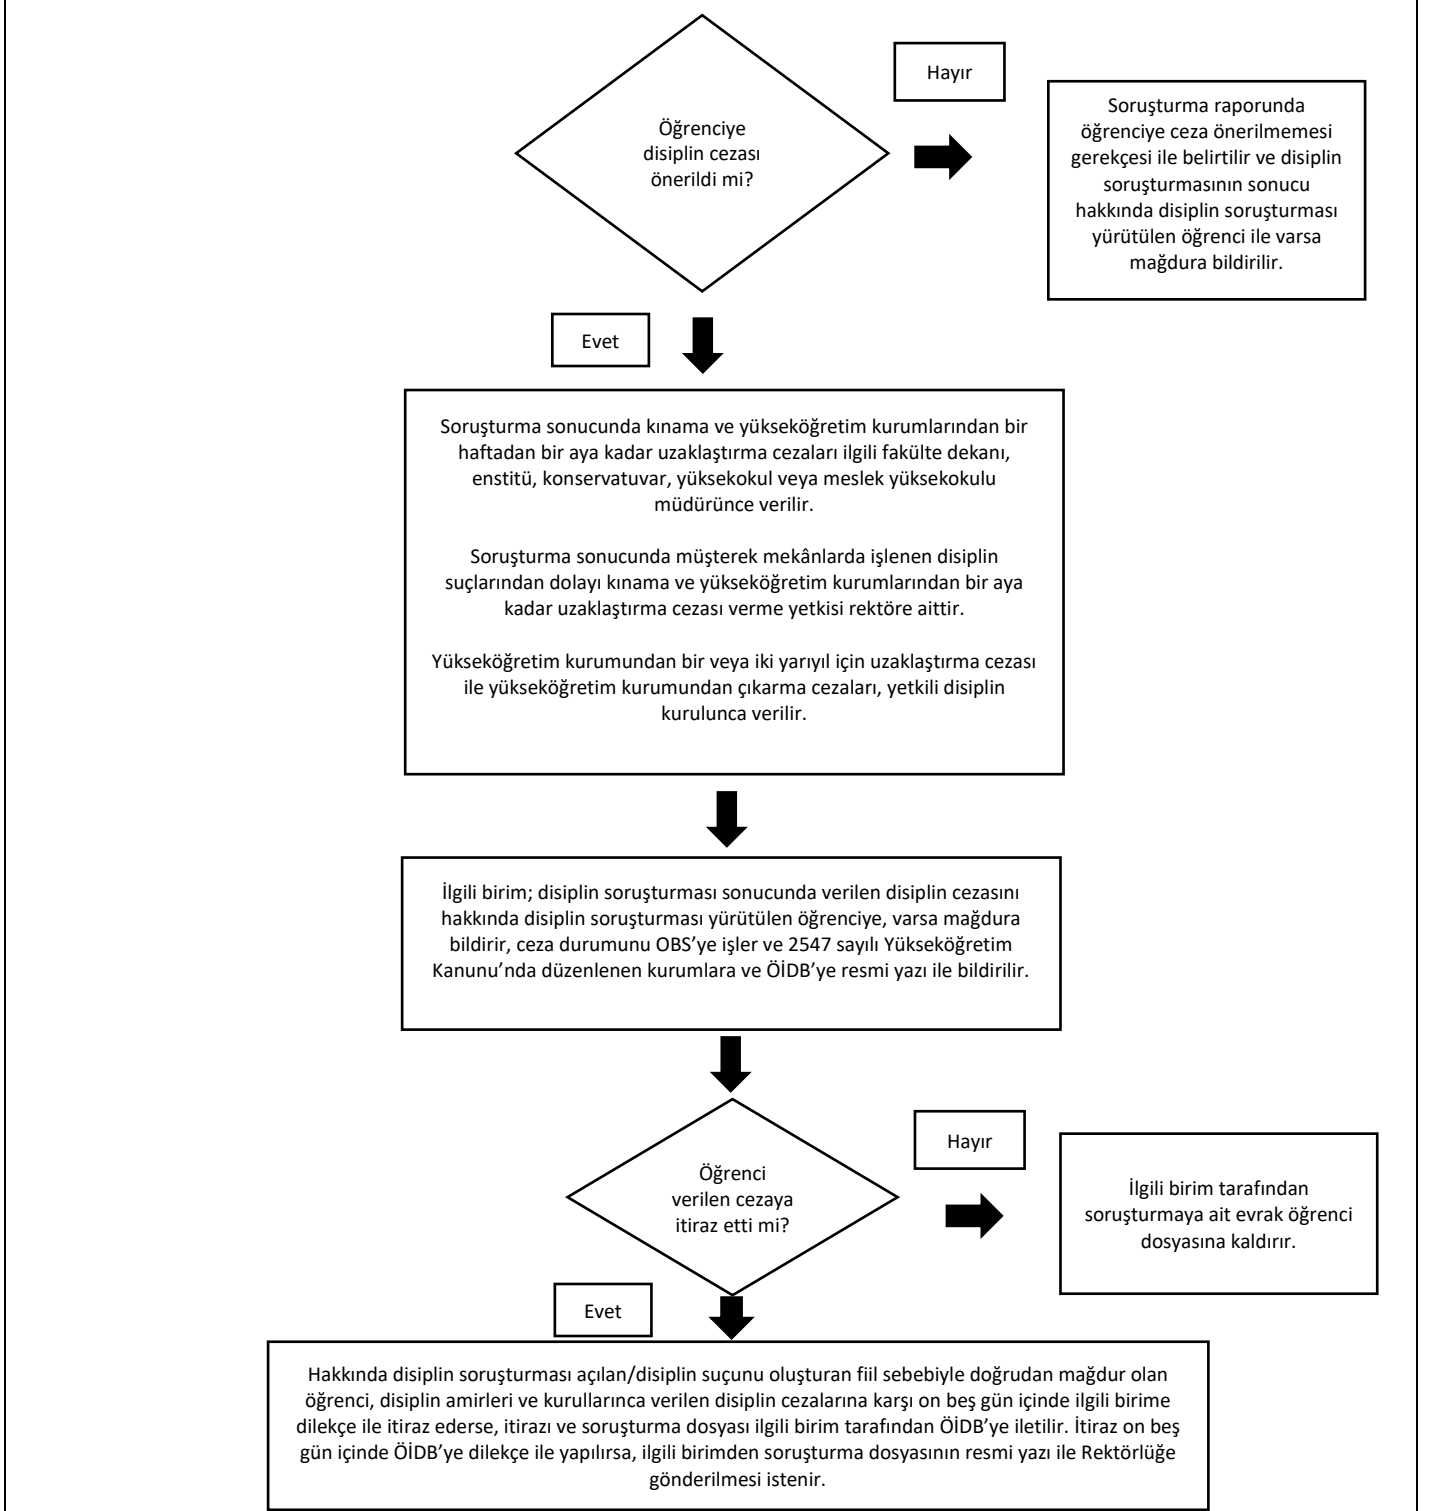 Öğrenciye
disiplin cezası
önerildi mi?
Hayır
Soruşturma raporunda
öğrenciye ceza önerilmemesi
gerekçesi ile belirtilir ve disiplin
soruşturmasının sonucu
hakkında disiplin soruşturması
yürütülen öğrenci ile varsa
mağdura bildirilir.
Evet
Soruşturma sonucunda kınama ve yükseköğretim kurumlarından bir
haftadan bir aya kadar uzaklaştırma cezaları ilgili fakülte dekanı,
enstitü, konservatuvar, yüksekokul veya meslek yüksekokulu
müdürünce verilir.
Soruşturma sonucunda müşterek mekânlarda işlenen disiplin
suçlarından dolayı kınama ve yükseköğretim kurumlarından bir aya
kadar uzaklaştırma cezası verme yetkisi rektöre aittir.
Yükseköğretim kurumundan bir veya iki yarıyıl için uzaklaştırma cezası
ile yükseköğretim kurumundan çıkarma cezaları, yetkili disiplin
kurulunca verilir.
İlgili birim; disiplin soruşturması sonucunda verilen disiplin cezasını
hakkında disiplin soruşturması yürütülen öğrenciye, varsa mağdura
bildirir, ceza durumunu OBS’ye işler ve 2547 sayılı Yükseköğretim
Kanunu’nda düzenlenen kurumlara ve ÖİDB’ye resmi yazı ile bildirilir.
Öğrenci
verilen cezaya
itiraz etti mi?
Hayır
İlgili birim tarafından
soruşturmaya ait evrak öğrenci
dosyasına kaldırır.
Evet
Hakkında disiplin soruşturması açılan/disiplin suçunu oluşturan fiil sebebiyle doğrudan mağdur olan
öğrenci, disiplin amirleri ve kurullarınca verilen disiplin cezalarına karşı on beş gün içinde ilgili birime
dilekçe ile itiraz ederse, itirazı ve soruşturma dosyası ilgili birim tarafından ÖİDB’ye iletilir. İtiraz on beş
gün içinde ÖİDB’ye dilekçe ile yapılırsa, ilgili birimden soruşturma dosyasının resmi yazı ile Rektörlüğe
gönderilmesi istenir.